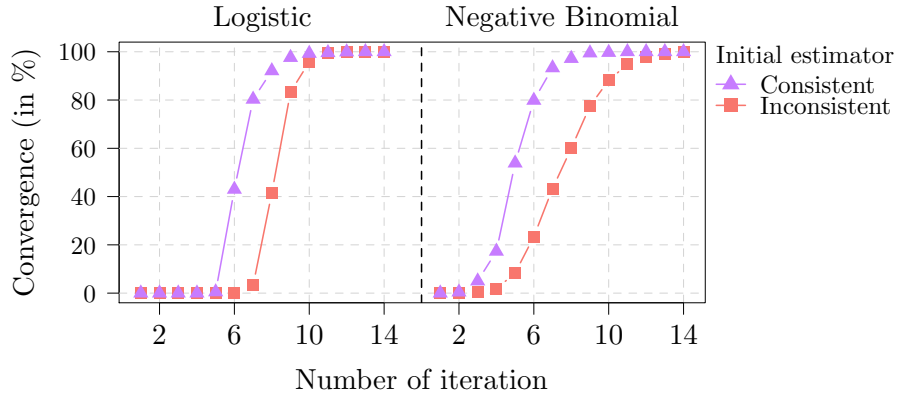 Logistic
Negative Binomial
Convergence (in %)
100
80
60
40
20
0
Initial estimator
Consistent
Inconsistent
2 6 10 14 2 6 10 14
Number of iteration